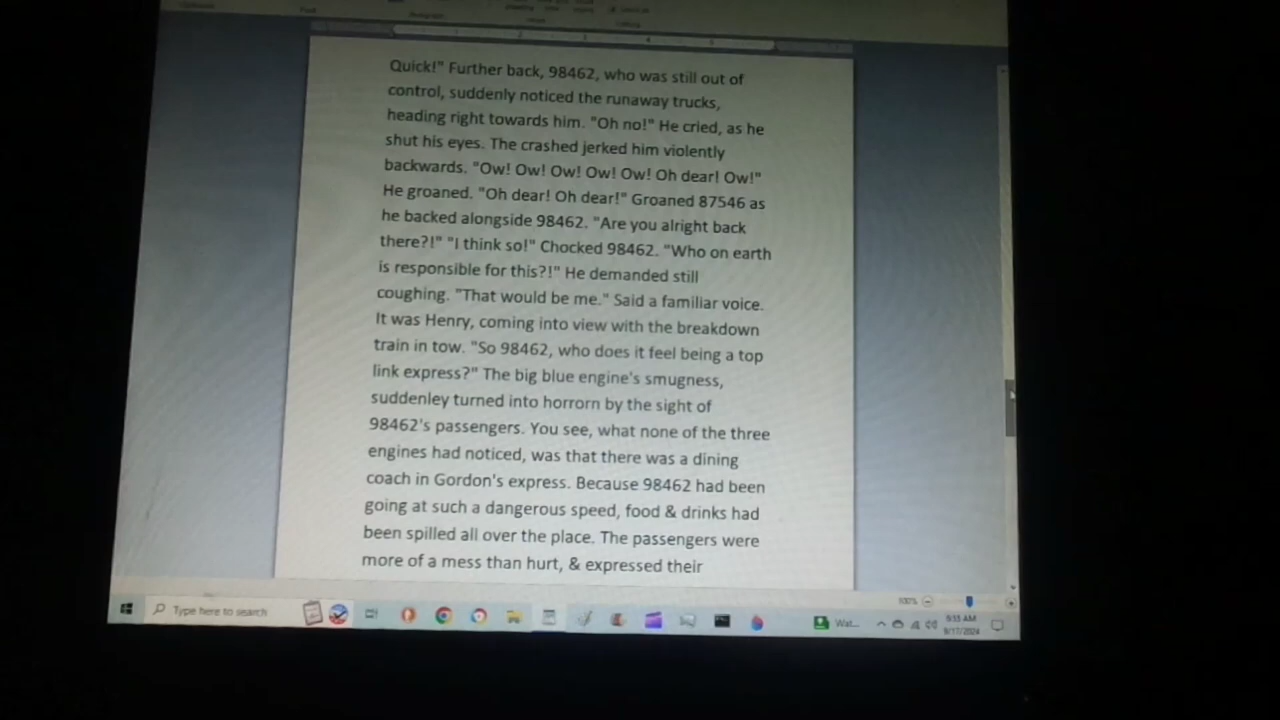 Quick!" Further back, 98462, who was still out of
control, suddenly noticed the runaway trucks,
heading right towards him. "Oh no!" He cried, as he
shut his eyes. The crashed jerked him violently
backwards. "Ow! Ow! Ow! Ow! Ow! Oh dear! Ow!"
He groaned. "Oh dear! Oh dear!" Groaned 87546 as
he backed alongside 98462. "Are you alright back
there?!" "I think so!" Chocked 98462. "Who on earth
is responsible for this?!" He demanded still
coughing. "That would be me." Said a familiar voice.
It was Henry, coming into view with the breakdown
train in tow. "So 98462, who does it feel being a top
link express?" The big blue engine's smugness,
suddenley turned into horrorn by the sight of
98462's passengers. You see, what none of the three
engines had noticed, was that there was a dining
coach in Gordon's express. Because 98462 had been
going at such a dangerous speed, food & drinks had
been spilled all over the place. The passengers were
more of a mess than hurt, & expressed their
100%
Type here to search
Wat...
9/17/2024